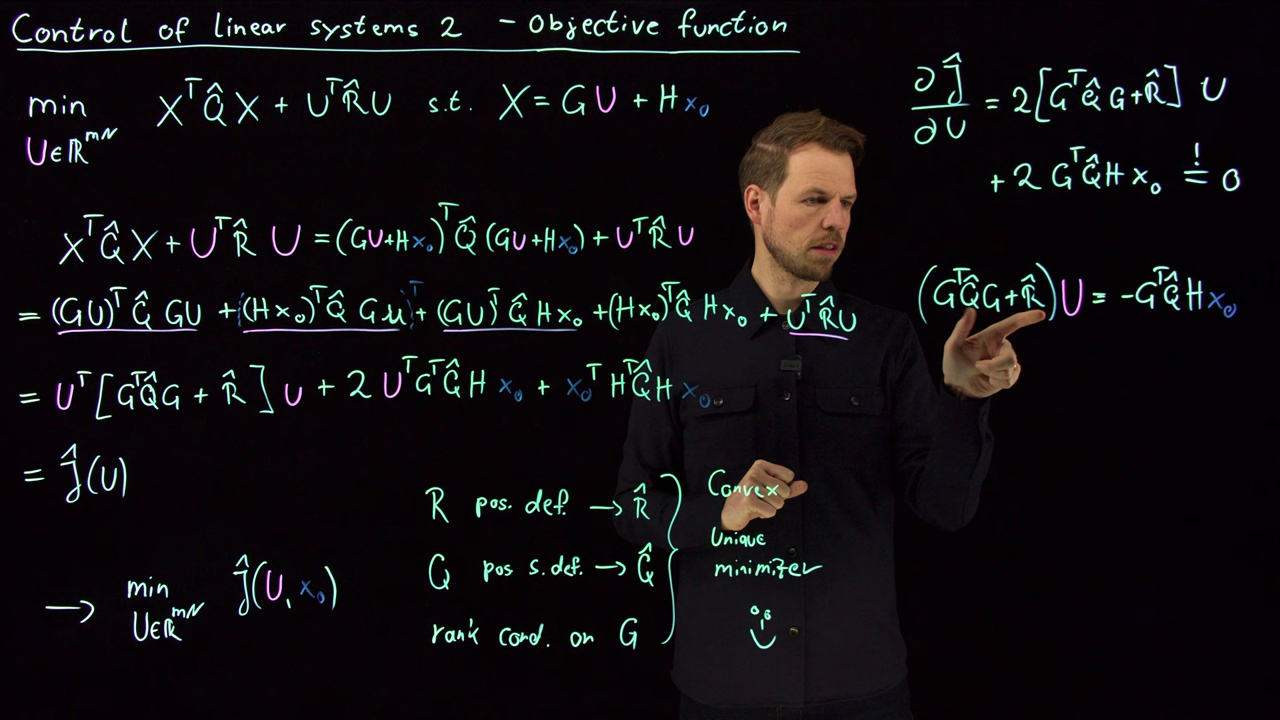 Control of linear systems 2 - Objective function
min U∈ℝ^mN X^T Q̂ X + U^T R̂ U s.t. X = G U + H x₀
X^T Q̂ X + U^T R̂ U = (GU+Hx₀)^T Q̂ (GU+Hx₀) + U^T R̂ U
= (GU)^T Q̂ GU + ((Hx₀)^T Q̂ Gu)^T + (GU)^T Q̂ Hx₀ + (Hx₀)^T Q̂ Hx₀ + U^T R̂ U
= U^T [G^T Q̂ G + R̂] U + 2 U^T G^T Q̂ H x₀ + x₀^T H^T Q̂ H x₀
= Ĵ(U)
→ min U∈ℝ^mN Ĵ(U, x₀)
R pos. def. → R̂
Q pos s. def. → Q̂
rank cond. on G
Convex
Unique
minimizer
∂Ĵ/∂U = 2 [G^T Q̂ G + R̂] U
+ 2 G^T Q̂ H x₀ =! 0
(G^T Q̂ G + R̂) U = -G^T Q̂ H x₀